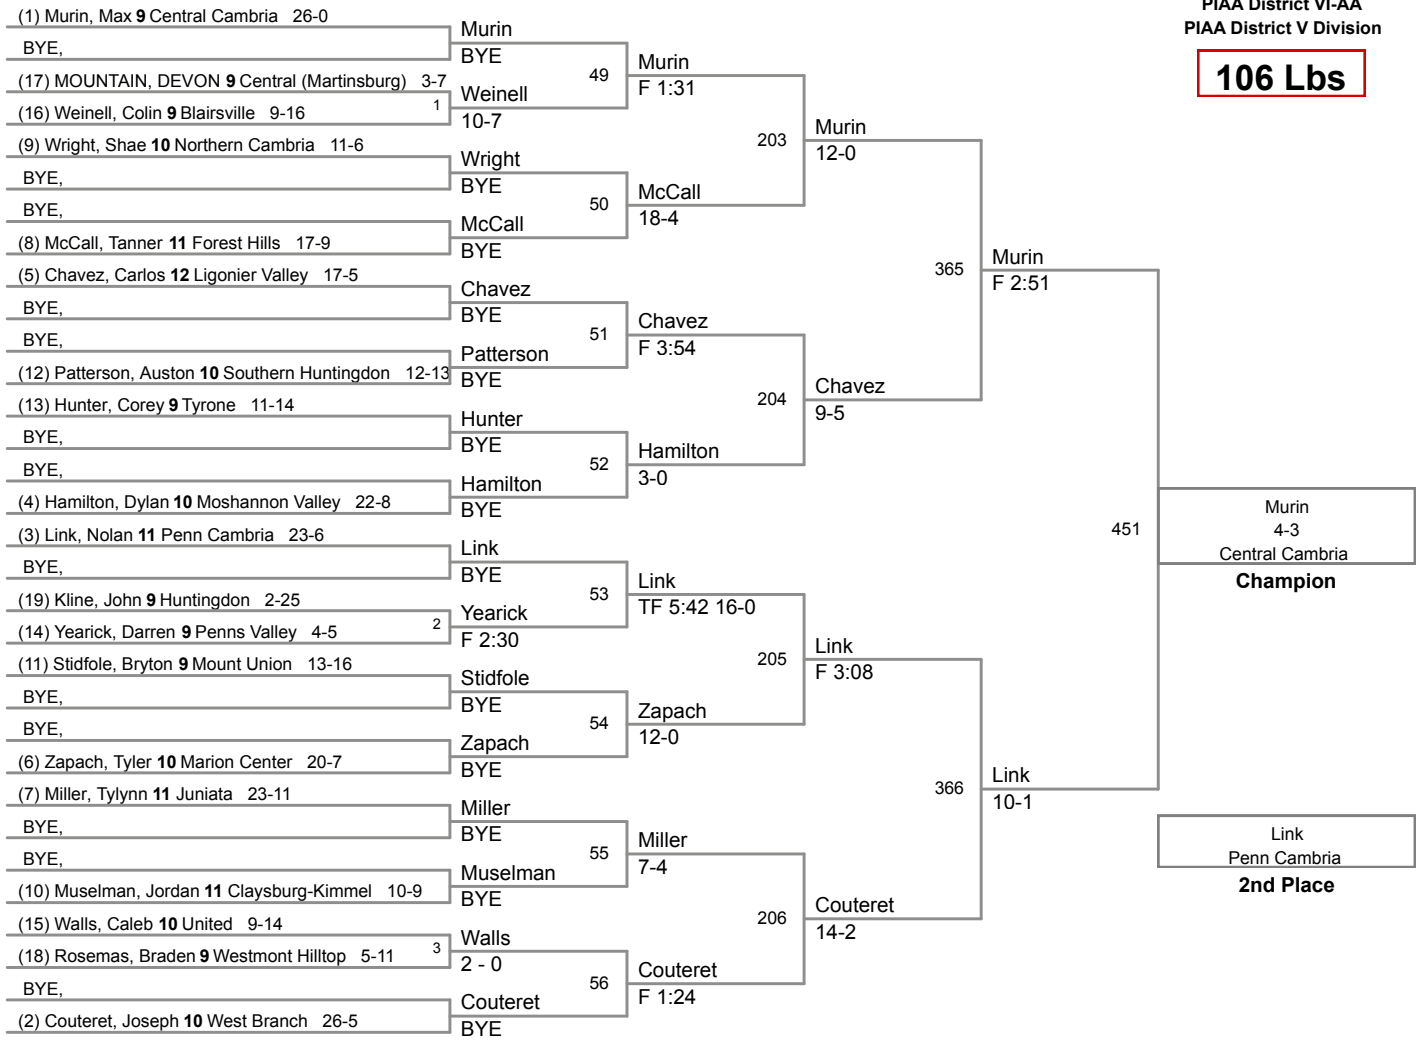 PIAA District VI-AA
PIAA District V Division
106 Lbs
(1) Murin, Max 9 Central Cambria 26-0
BYE,
(17) MOUNTAIN, DEVON 9 Central (Martinsburg) 3-7
(16) Weinell, Colin 9 Blairsville 9-16
1
(9) Wright, Shae 10 Northern Cambria 11-6
BYE,
BYE,
(8) McCall, Tanner 11 Forest Hills 17-9
(5) Chavez, Carlos 12 Ligonier Valley 17-5
BYE,
BYE,
(12) Patterson, Auston 10 Southern Huntingdon 12-13
(13) Hunter, Corey 9 Tyrone 11-14
BYE,
BYE,
(4) Hamilton, Dylan 10 Moshannon Valley 22-8
(3) Link, Nolan 11 Penn Cambria 23-6
BYE,
(19) Kline, John 9 Huntingdon 2-25
(14) Yearick, Darren 9 Penns Valley 4-5
2
(11) Stidfole, Bryton 9 Mount Union 13-16
BYE,
BYE,
(6) Zapach, Tyler 10 Marion Center 20-7
(7) Miller, Tylynn 11 Juniata 23-11
BYE,
BYE,
(10) Muselman, Jordan 11 Claysburg-Kimmel 10-9
(15) Walls, Caleb 10 United 9-14
(18) Rosemas, Braden 9 Westmont Hilltop 5-11
3
BYE,
(2) Couteret, Joseph 10 West Branch 26-5
Murin
BYE
49
Weinell
10-7
Wright
BYE
50
McCall
BYE
Chavez
BYE
51
Patterson
BYE
Hunter
BYE
52
Hamilton
BYE
Link
BYE
53
Yearick
F 2:30
Stidfole
BYE
54
Zapach
BYE
Miller
BYE
55
Muselman
BYE
Walls
2 - 0
56
Couteret
BYE
Murin
F 1:31
203
McCall
18-4
Chavez
F 3:54
204
Hamilton
3-0
Link
TF 5:42 16-0
205
Zapach
12-0
Miller
7-4
206
Couteret
F 1:24
Murin
12-0
365
Chavez
9-5
Link
F 3:08
366
Couteret
14-2
Murin
F 2:51
451
Link
10-1
Murin
4-3
Central Cambria
Champion
Link
Penn Cambria
2nd Place